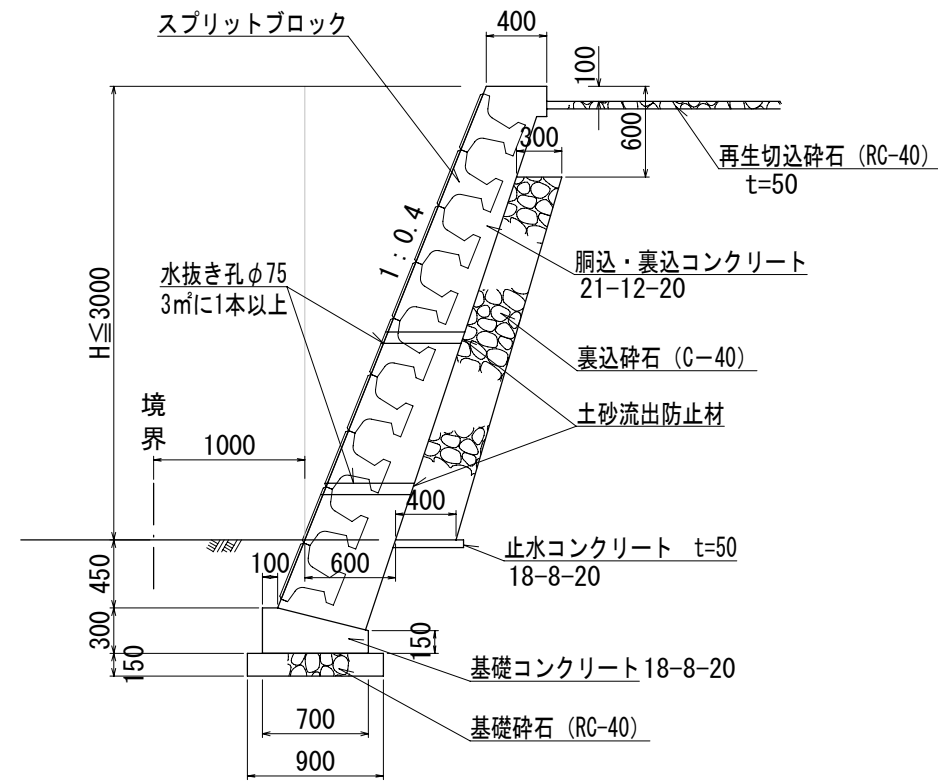 スプリットブロック
400
100
600
300
再生切込砕石 (RC-40)
t=50
1:0.4
胴込・裏込コンクリート
21-12-20
水抜き孔φ75
3㎡に1本以上
H≦3000
裏込砕石 (C-40)
境界
土砂流出防止材
1000
400
止水コンクリート t=50
18-8-20
100
600
450
300
150
150
基礎コンクリート18-8-20
700
基礎砕石 (RC-40)
900